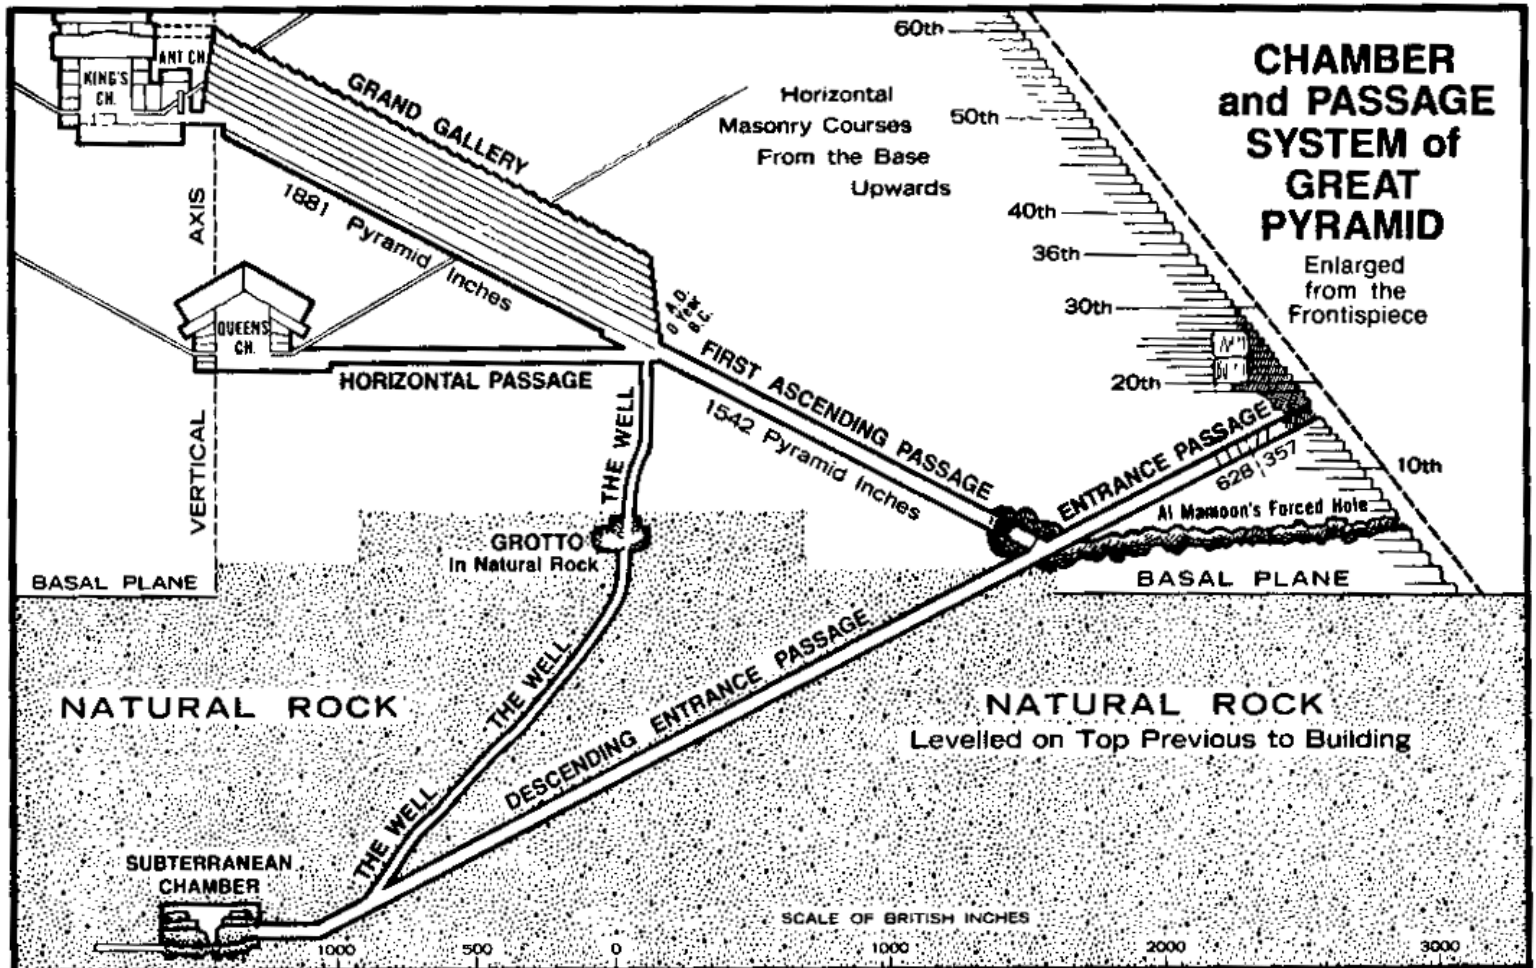 CHAMBER
and PASSAGE
SYSTEM of
GREAT
PYRAMID
Enlarged
from the
Frontispiece
60th
50th
40th
36th
30th
20th
10th
Horizontal
Masonry Courses
From the Base
Upwards
ANT CH.
KING'S
CH.
GRAND GALLERY
1881 Pyramid Inches
AXIS
VERTICAL
QUEENS
CH.
HORIZONTAL PASSAGE
A.D.
0 Year
B.C.
FIRST ASCENDING PASSAGE
1542 Pyramid Inches
ENTRANCE PASSAGE
628 357
Al Mamoon's Forced Hole
THE WELL
GROTTO
in Natural Rock
BASAL PLANE
BASAL PLANE
THE WELL
DESCENDING ENTRANCE PASSAGE
NATURAL ROCK
NATURAL ROCK
Levelled on Top Previous to Building
THE WELL
SUBTERRANEAN
CHAMBER
SCALE OF BRITISH INCHES
1000 500 0 1000 2000 3000